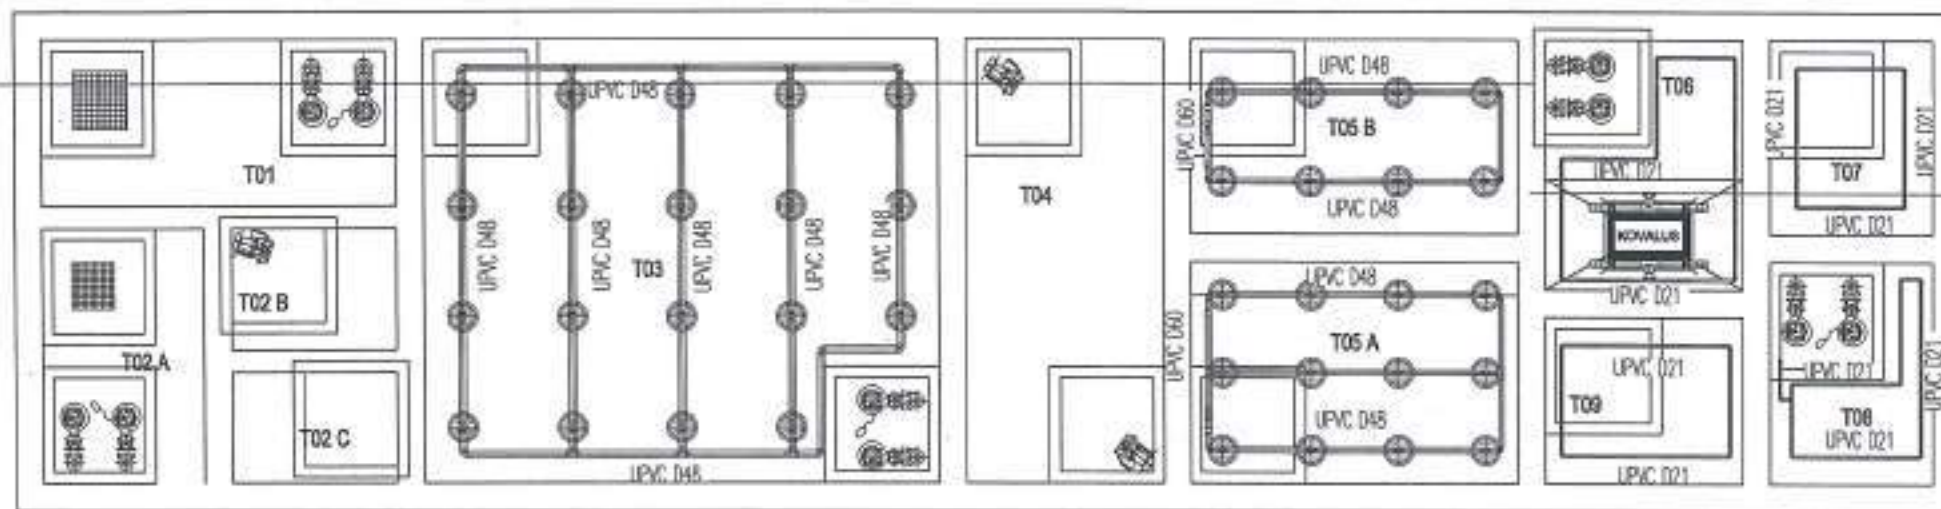 T01
T02 A
T02 B
T02 C
UPVC D48
UPVC D48
UPVC D48
UPVC D48
UPVC D48
UPVC D48
T03
UPVC D48
T04
UPVC D60
UPVC D48
T05 B
UPVC D48
UPVC D60
UPVC D48
T05 A
UPVC D48
T06
UPVC D21
KOVALUS
UPVC D21
UPVC D21
T09
UPVC D21
UPVC D21
T07
UPVC D21
UPVC D21
UPVC D21
T08
UPVC D21
UPVC D21